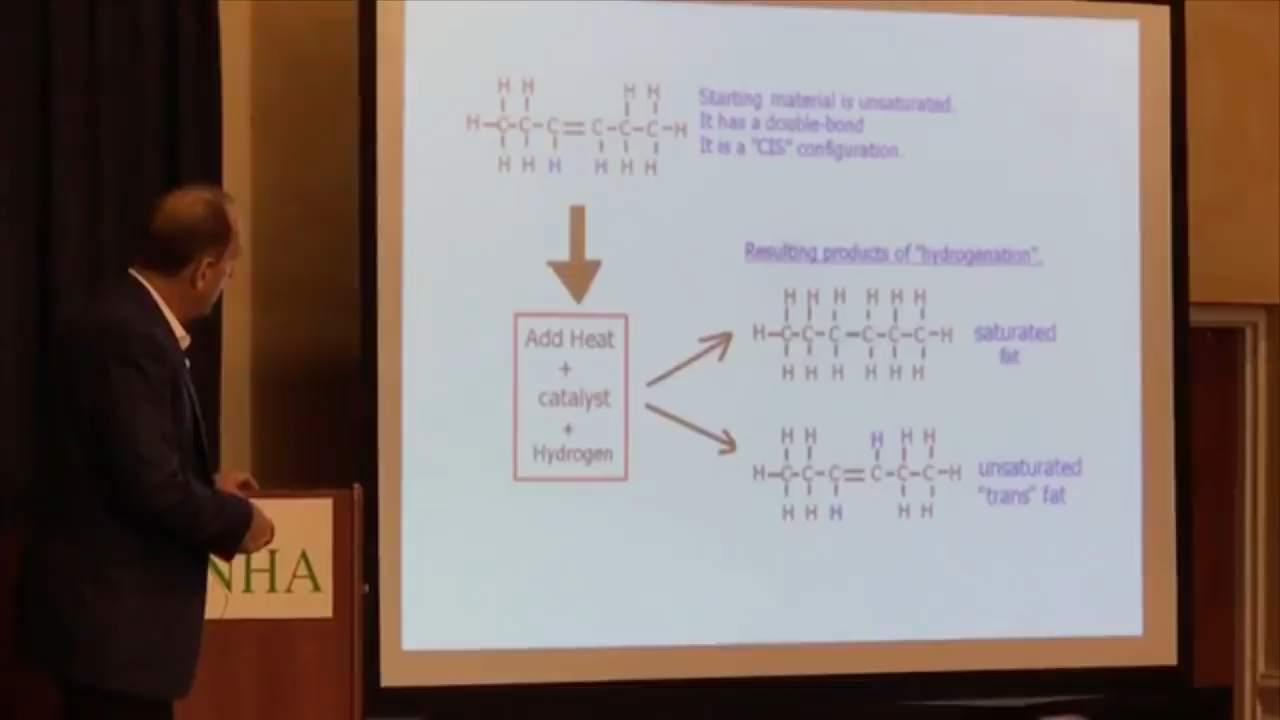 H H
H H
H-C-C-C=C-C-C-H
H H H H H H
Starting material is unsaturated.
It has a double-bond
It is a "CIS" configuration.
Resulting products of "hydrogenation".
Add Heat
+
catalyst
+
Hydrogen
H H H H H H
H-C-C-C-C-C-C-H
H H H H H H
saturated
fat
H H
H H H
H-C-C-C=C-C-C-H
H H H
H H
unsaturated
"trans" fat
NHA